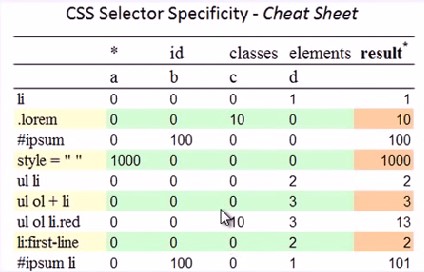 CSS Selector Specificity - Cheat Sheet
* id classes elements result*
a b c d
li 0 0 0 1 1
.lorem 0 0 10 0 10
#ipsum 0 100 0 0 100
style = " " 1000 0 0 0 1000
ul li 0 0 0 2 2
ul ol + li 0 0 0 3 3
ul ol li.red 0 0 10 3 13
li:first-line 0 0 0 2 2
#ipsum li 0 100 0 1 101